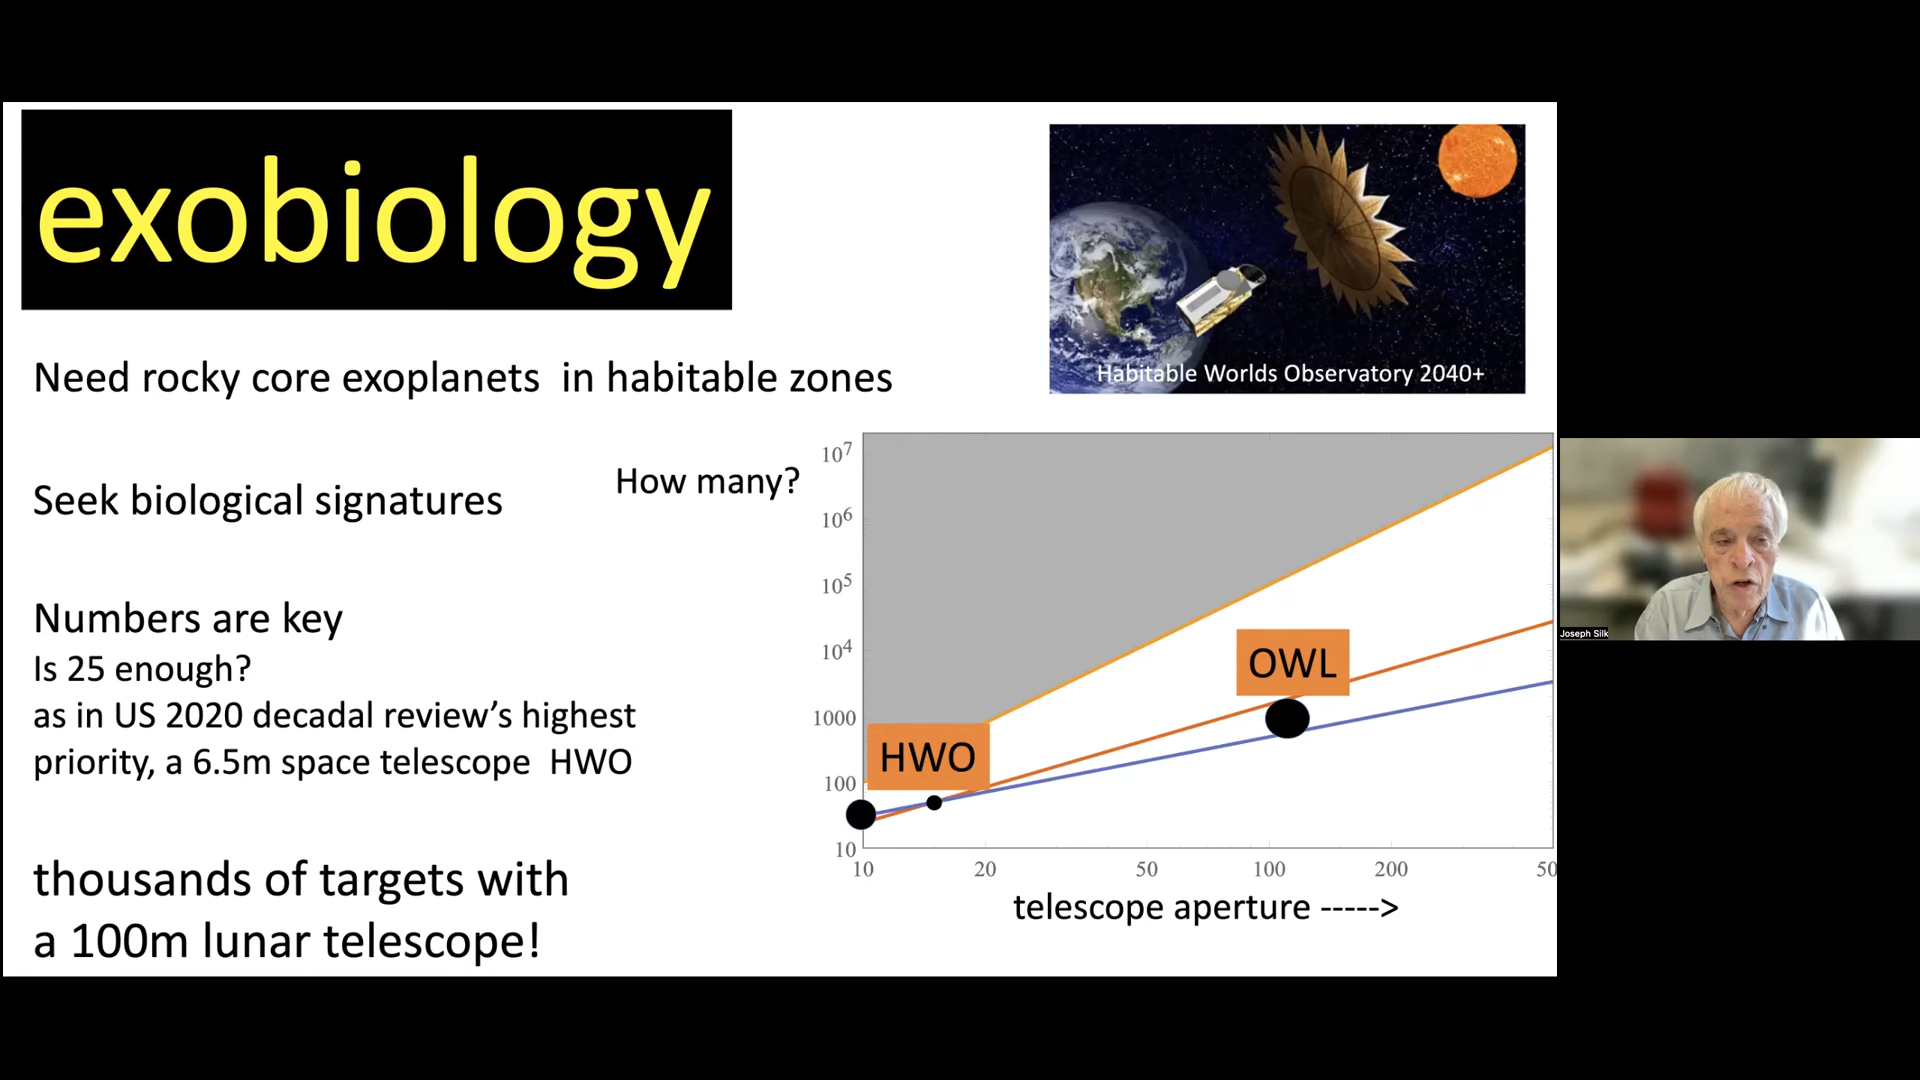 exobiology
Habitable Worlds Observatory 2040+
Need rocky core exoplanets in habitable zones
Seek biological signatures
How many?
Numbers are key
Is 25 enough?
as in US 2020 decadal review's highest
priority, a 6.5m space telescope HWO
thousands of targets with
a 100m lunar telescope!
10⁷
10⁶
10⁵
10⁴
1000
100
10
OWL
HWO
10 20 50 100 200 50
telescope aperture ----->
Joseph Silk